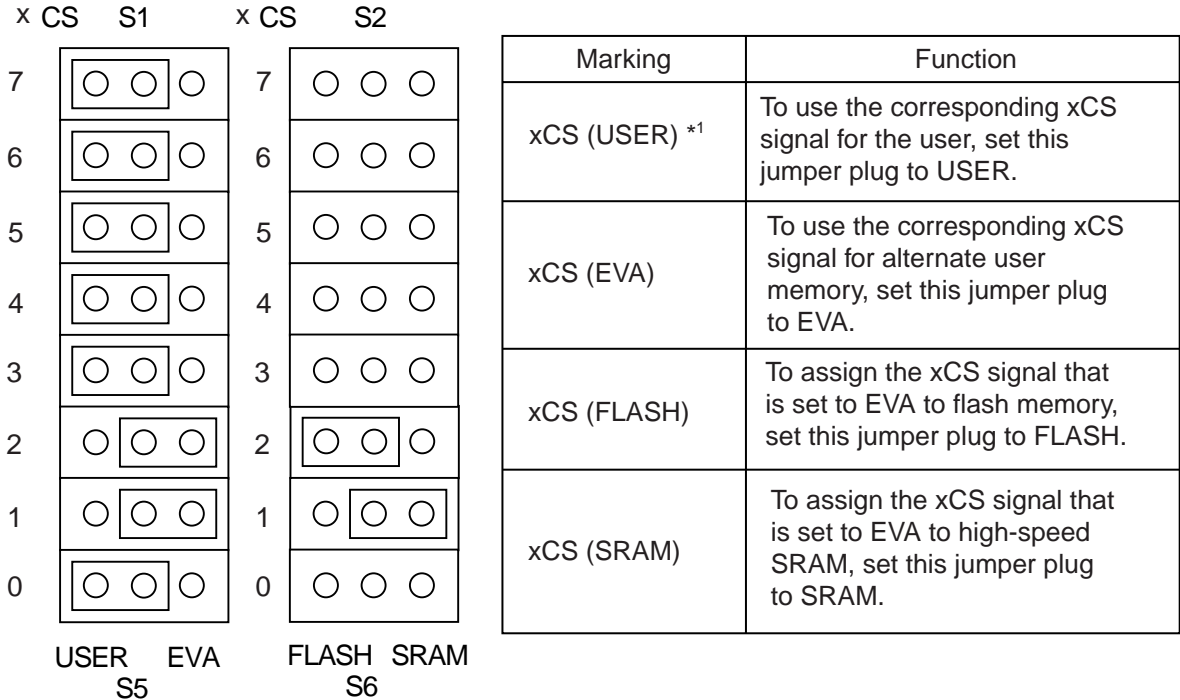 x CS S1
7
6
5
4
3
2
1
0
USER EVA
S5
x CS S2
7
6
5
4
3
2
1
0
FLASH SRAM
S6
Marking Function
xCS (USER) *1
To use the corresponding xCS
signal for the user, set this
jumper plug to USER.
xCS (EVA)
To use the corresponding xCS
signal for alternate user
memory, set this jumper plug
to EVA.
xCS (FLASH)
To assign the xCS signal that
is set to EVA to flash memory,
set this jumper plug to FLASH.
xCS (SRAM)
To assign the xCS signal that
is set to EVA to high-speed
SRAM, set this jumper plug
to SRAM.